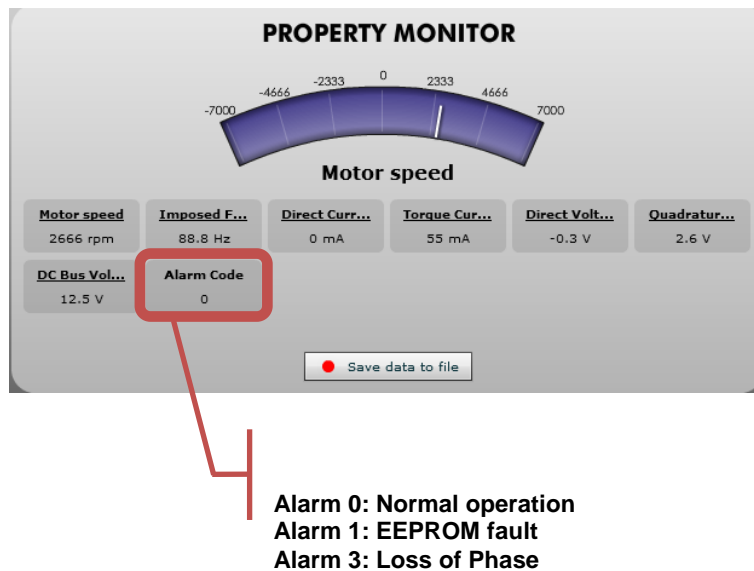 PROPERTY MONITOR
-7000 -4666 -2333 0 2333 4666 7000
Motor speed
Motor speed Imposed F... Direct Curr... Torque Cur... Direct Volt... Quadratur...
2666 rpm 88.8 Hz 0 mA 55 mA -0.3 V 2.6 V
DC Bus Vol... Alarm Code
12.5 V 0
Save data to file
Alarm 0: Normal operation
Alarm 1: EEPROM fault
Alarm 3: Loss of Phase